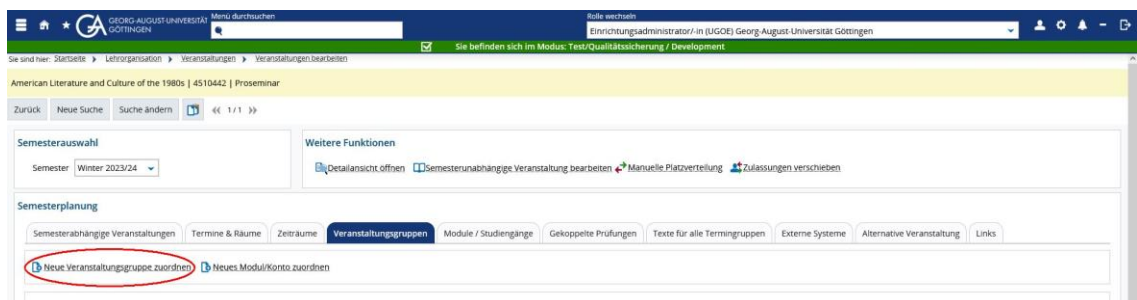 GEORG-AUGUST-UNIVERSITÄT
GÖTTINGEN
Menü durchsuchen
Rolle wechseln
Einrichtungsadministrator/-in (UGOE) Georg-August-Universität Göttingen
Sie befinden sich im Modus: Test/Qualitätssicherung / Development
Sie sind hier: Startseite Lehrorganisation Veranstaltungen Veranstaltungen bearbeiten
American Literature and Culture of the 1980s | 4510442 | Proseminar
Zurück Neue Suche Suche ändern 1/1
Semesterauswahl
Semester Winter 2023/24
Weitere Funktionen
Detailansicht öffnen Semesterunabhängige Veranstaltung bearbeiten Manuelle Platzverteilung Zulassungen verschieben
Semesterplanung
Semesterabhängige Veranstaltungen Termine & Räume Zeiträume Veranstaltungsgruppen Module / Studiengänge Gekoppelte Prüfungen Texte für alle Termingruppen Externe Systeme Alternative Veranstaltung Links
Neue Veranstaltungsgruppe zuordnen Neues Modul/Konto zuordnen